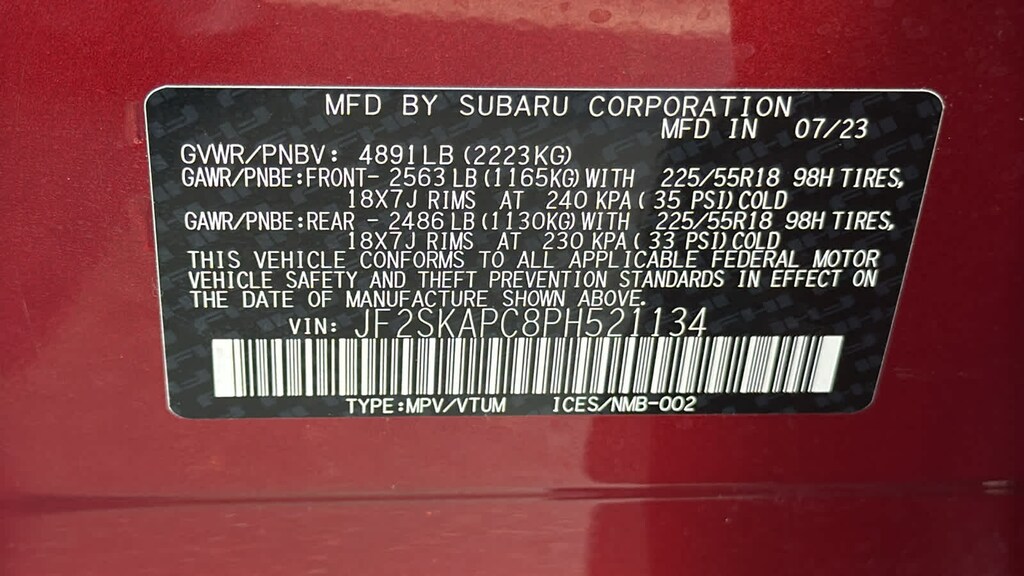 MFD BY SUBARU CORPORATION
MFD IN 07/23
GVWR/PNBV: 4891LB (2223KG)
GAWR/PNBE:FRONT- 2563 LB (1165KG) WITH 225/55R18 98H TIRES,
18X7J RIMS AT 240 KPA ( 35 PSI) COLD
GAWR/PNBE:REAR - 2486 LB (1130KG) WITH 225/55R18 98H TIRES,
18X7J RIMS AT 230 KPA ( 33 PSI) COLD
THIS VEHICLE CONFORMS TO ALL APPLICABLE FEDERAL MOTOR
VEHICLE SAFETY AND THEFT PREVENTION STANDARDS IN EFFECT ON
THE DATE OF MANUFACTURE SHOWN ABOVE.
VIN: JF2SKAPC8PH521134
TYPE:MPV/VTUM ICES/NMB-002